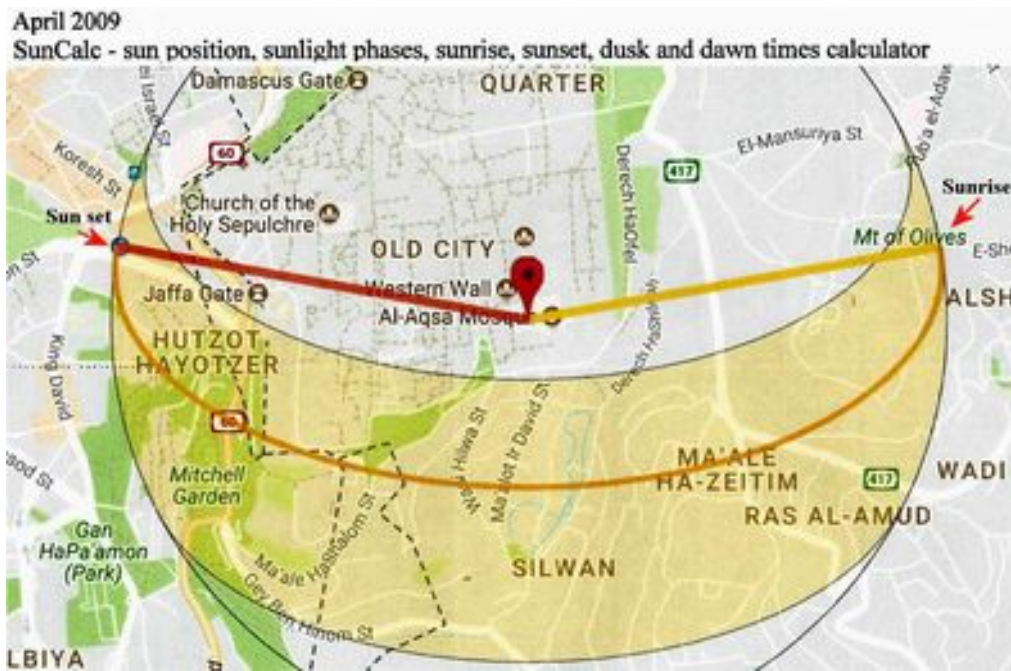 April 2009
SunCalc - sun position, sunlight phases, sunrise, sunset, dusk and dawn times calculator
Damascus Gate
QUARTER
El-Mansuriya St
60
417
Koresh St
Sunrise
Church of the
Holy Sepulchre
Sun set
OLD CITY
Mt of Olives
E-She
Western Wall
Jaffa Gate
Al-Aqsa Mosqu
ALSH
HUTZOT
HAYOTZER
King David
60
Ma'alot Ir David St
MA'ALE
HA-ZEITIM
WADI
417
Mitchell
Garden
RAS AL-AMUD
Gan
HaPa'amon
(Park)
Ma'ale Hashalom St
SILWAN
Gey Ben Hinom St
LBIYA